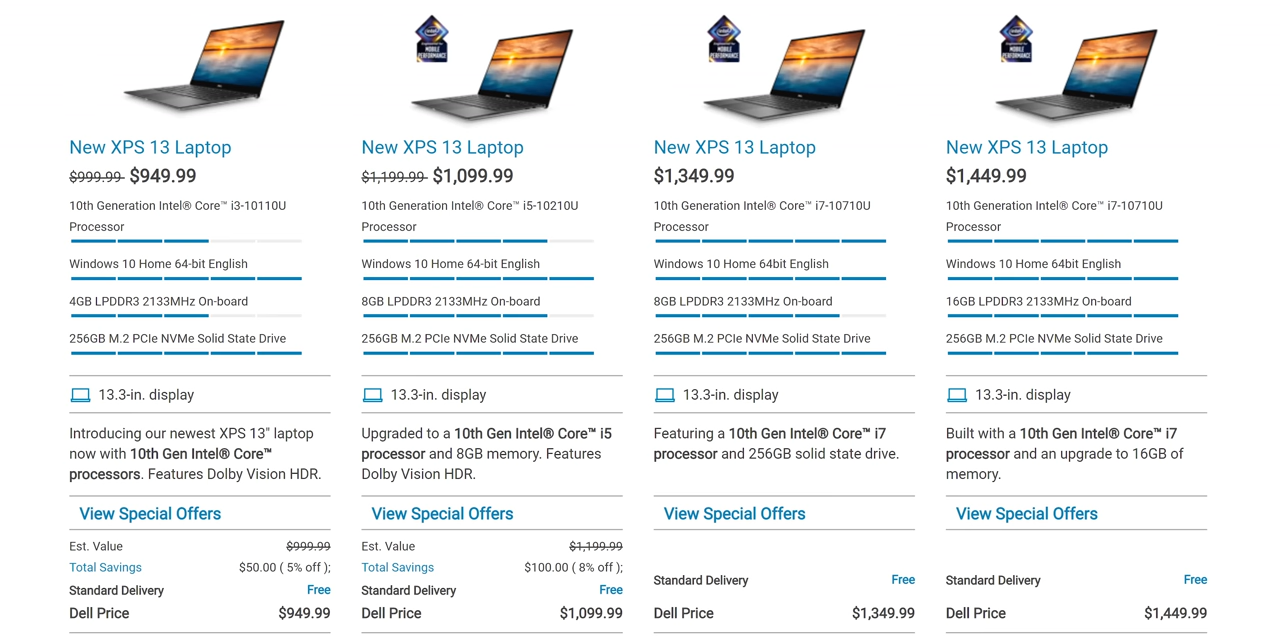 intel
MOBILE
PERFORMANCE
intel
MOBILE
PERFORMANCE
intel
MOBILE
PERFORMANCE
New XPS 13 Laptop
$999.99 $949.99
10th Generation Intel® Core™ i3-10110U
Processor
Windows 10 Home 64-bit English
4GB LPDDR3 2133MHz On-board
256GB M.2 PCIe NVMe Solid State Drive
13.3-in. display
Introducing our newest XPS 13" laptop
now with 10th Gen Intel® Core™
processors. Features Dolby Vision HDR.
View Special Offers
Est. Value $999.99
Total Savings $50.00 ( 5% off );
Standard Delivery Free
Dell Price $949.99
New XPS 13 Laptop
$1,199.99 $1,099.99
10th Generation Intel® Core™ i5-10210U
Processor
Windows 10 Home 64-bit English
8GB LPDDR3 2133MHz On-board
256GB M.2 PCIe NVMe Solid State Drive
13.3-in. display
Upgraded to a 10th Gen Intel® Core™ i5
processor and 8GB memory. Features
Dolby Vision HDR.
View Special Offers
Est. Value $1,199.99
Total Savings $100.00 ( 8% off );
Standard Delivery Free
Dell Price $1,099.99
New XPS 13 Laptop
$1,349.99
10th Generation Intel® Core™ i7-10710U
Processor
Windows 10 Home 64bit English
8GB LPDDR3 2133MHz On-board
256GB M.2 PCIe NVMe Solid State Drive
13.3-in. display
Featuring a 10th Gen Intel® Core™ i7
processor and 256GB solid state drive.
View Special Offers
Standard Delivery Free
Dell Price $1,349.99
New XPS 13 Laptop
$1,449.99
10th Generation Intel® Core™ i7-10710U
Processor
Windows 10 Home 64bit English
16GB LPDDR3 2133MHz On-board
256GB M.2 PCIe NVMe Solid State Drive
13.3-in. display
Built with a 10th Gen Intel® Core™ i7
processor and an upgrade to 16GB of
memory.
View Special Offers
Standard Delivery Free
Dell Price $1,449.99